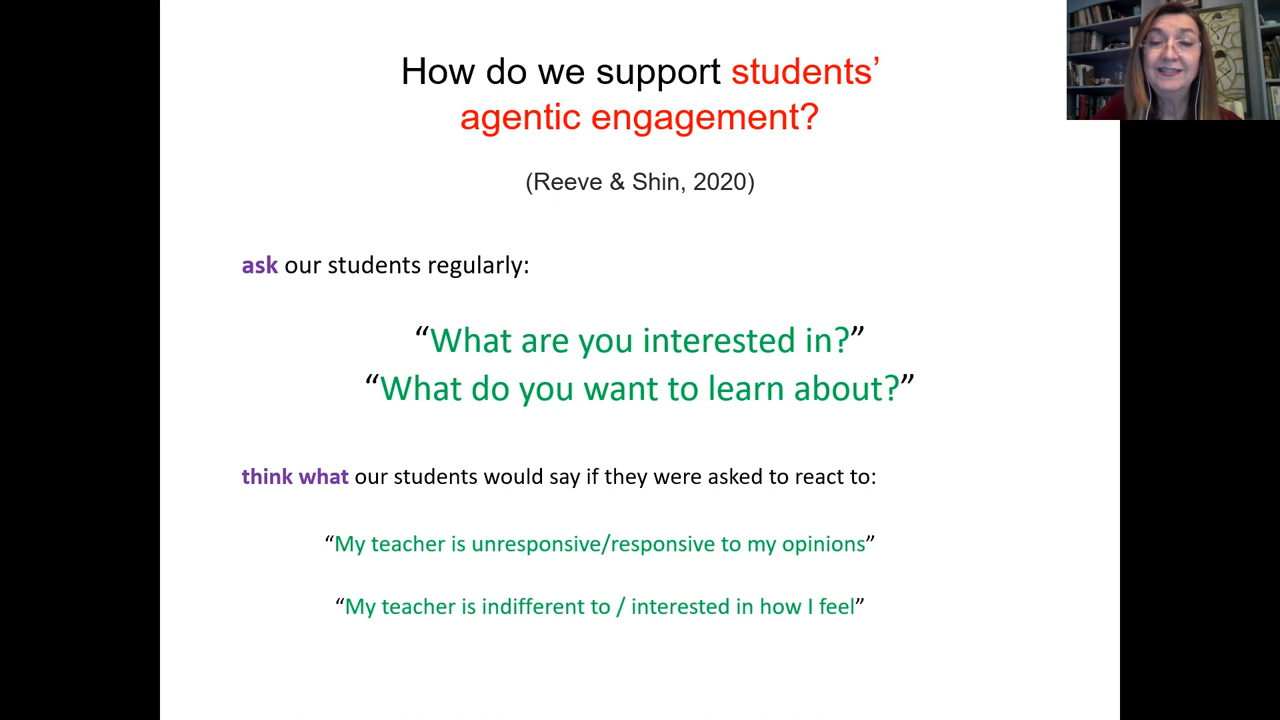 How do we support students’
agentic engagement?
(Reeve & Shin, 2020)
ask our students regularly:
“What are you interested in?”
“What do you want to learn about?”
think what our students would say if they were asked to react to:
“My teacher is unresponsive/responsive to my opinions”
“My teacher is indifferent to / interested in how I feel”